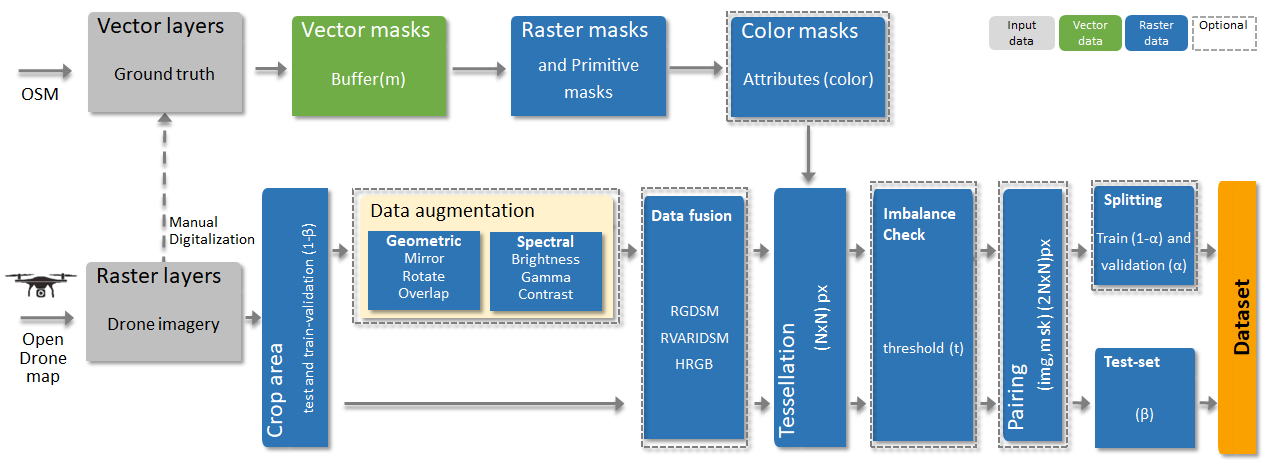 Vector layers
Ground truth
Vector masks
Buffer(m)
Raster masks
and Primitive
masks
Color masks
Attributes (color)
Input
data
Vector
data
Raster
data
Optional
OSM
Manual
Digitalization
Raster layers
Drone imagery
Open
Drone
map
Crop area
test and train-validation (1-β)
Data augmentation
Geometric
Mirror
Rotate
Overlap
Spectral
Brightness
Gamma
Contrast
Data fusion
RGDSM
RVARIDSM
HRGB
Tessellation
(NxN) px
Imbalance
Check
threshold (t)
Pairing
(img,msk) (2NxN)px
Splitting
Train (1-α) and
validation (α)
Test-set
(β)
Dataset